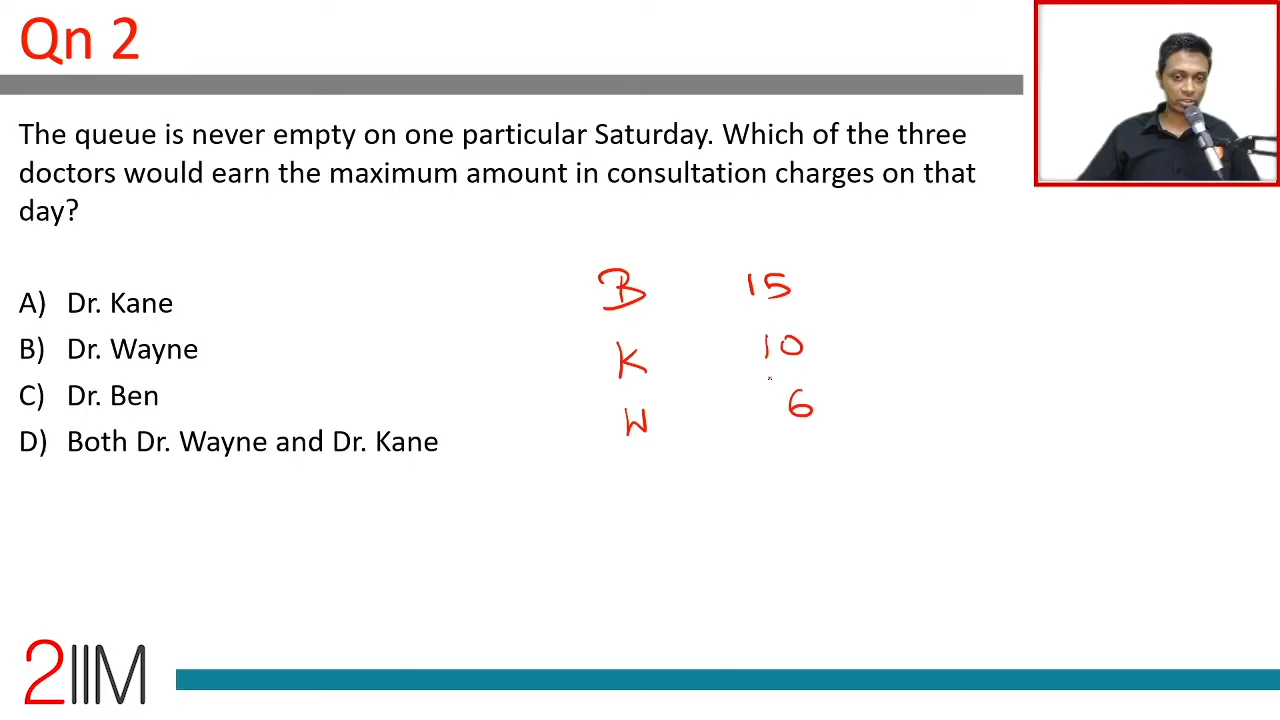 Qn 2
The queue is never empty on one particular Saturday. Which of the three
doctors would earn the maximum amount in consultation charges on that
day?
A) Dr. Kane
B) Dr. Wayne
C) Dr. Ben
D) Both Dr. Wayne and Dr. Kane
B 15
K 10
W 6
2IIM